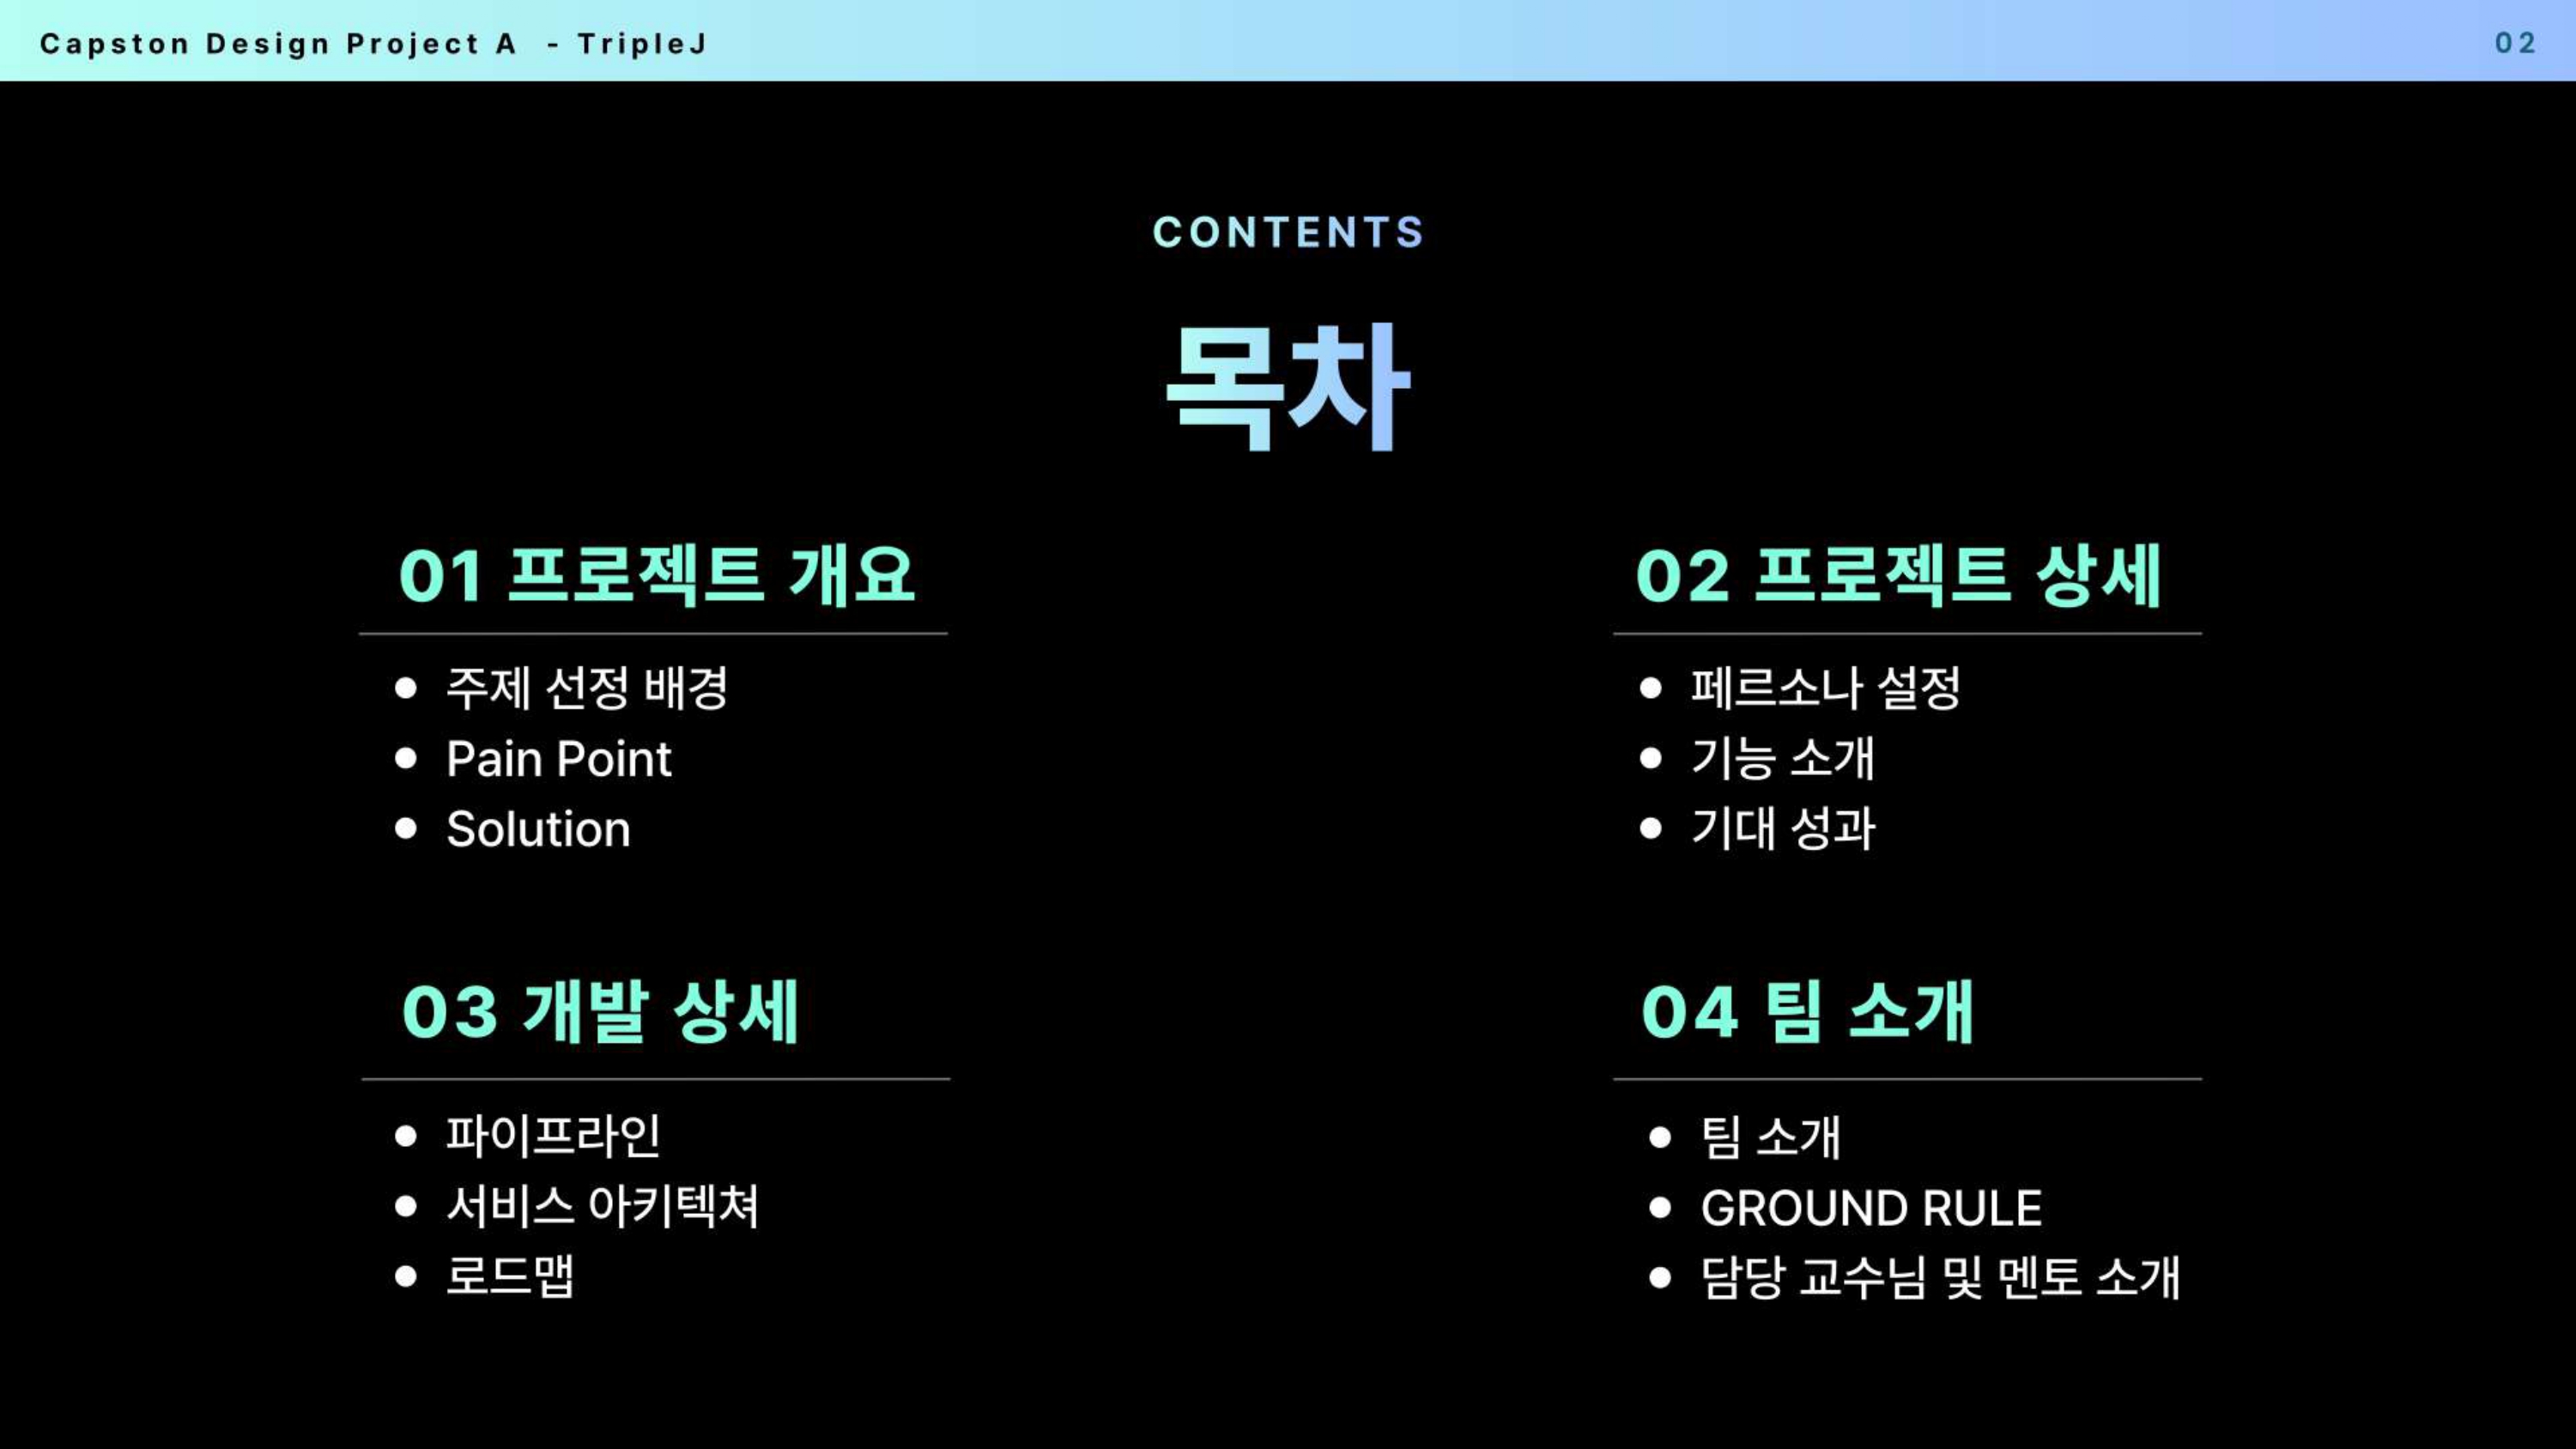 Capston Design Project A - TripleJ
02
CONTENTS
목차
01 프로젝트 개요
• 주제 선정 배경
• Pain Point
• Solution
02 프로젝트 상세
• 페르소나 설정
• 기능 소개
• 기대 성과
03 개발 상세
• 파이프라인
• 서비스 아키텍쳐
• 로드맵
04 팀 소개
• 팀 소개
• GROUND RULE
• 담당 교수님 및 멘토 소개